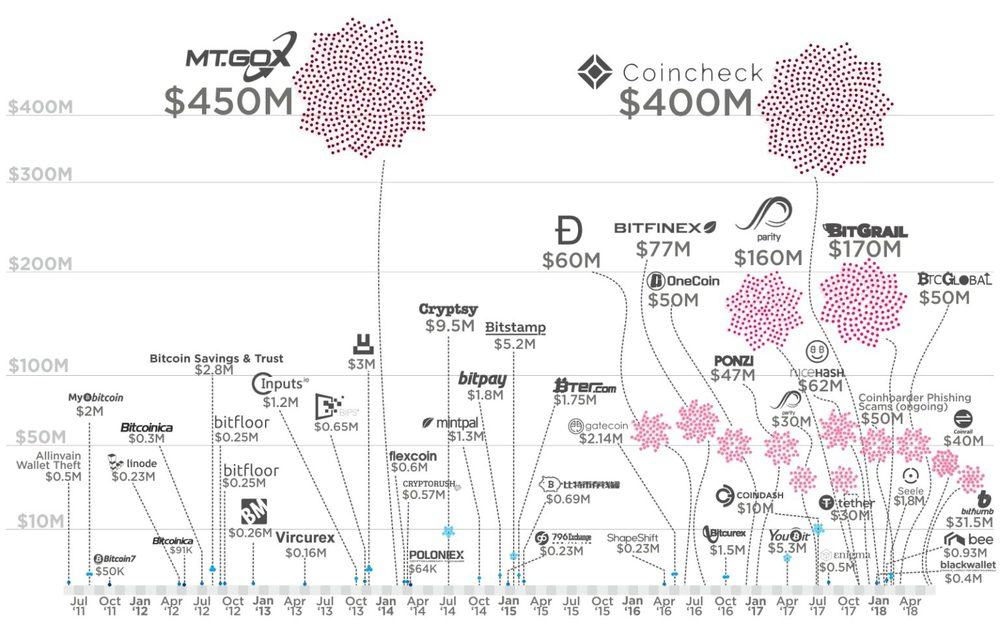 MT.GOX
$450M
Coincheck
$400M
$400M
$300M
$200M
$100M
$50M
$10M
$60M
BITFINEX
$77M
parity
$160M
BITGRAIL
$170M
OneCoin
$50M
BTCGLOBAL
$50M
Cryptsy
$9.5M
Bitstamp
$5.2M
$3M
Bitcoin Savings & Trust
$2.8M
Inputs.io
$1.2M
BIPS
$0.65M
bitpay
$1.8M
BTER.com
$1.75M
PONZI
$47M
niceHASH
$62M
parity
$30M
Coinhoarder Phishing
Scams (ongoing)
$50M
Coinrail
$40M
My bitcoin
$2M
Bitcoinica
$0.3M
bitfloor
$0.25M
mintpal
$1.3M
gatecoin
$2.14M
Allinvain
Wallet Theft
$0.5M
linode
$0.23M
bitfloor
$0.25M
flexcoin
$0.6M
CRYPTORUSH
$0.57M
$0.69M
COINDASH
$10M
tether
$30M
Seele
$1.8M
bithumb
$31.5M
BM
$0.26M
Bitcoinica
$91K
Vircurex
$0.16M
796 Exchange
$0.23M
ShapeShift
$0.23M
Bitcurex
$1.5M
YouBit
$5.3M
enigma
$0.5M
bee
$0.93M
blackwallet
$0.4M
Bitcoin7
$50K
POLONIEX
$64K
Jul Oct Jan Apr Jul Oct Jan Apr Jul Oct Jan Apr Jul Oct Jan Apr Jul Oct Jan Apr Jul Oct Jan Apr Jul Oct Jan Apr
'11 '11 '12 '12 '12 '12 '13 '13 '13 '13 '14 '14 '14 '14 '15 '15 '15 '15 '16 '16 '16 '16 '17 '17 '17 '17 '18 '18